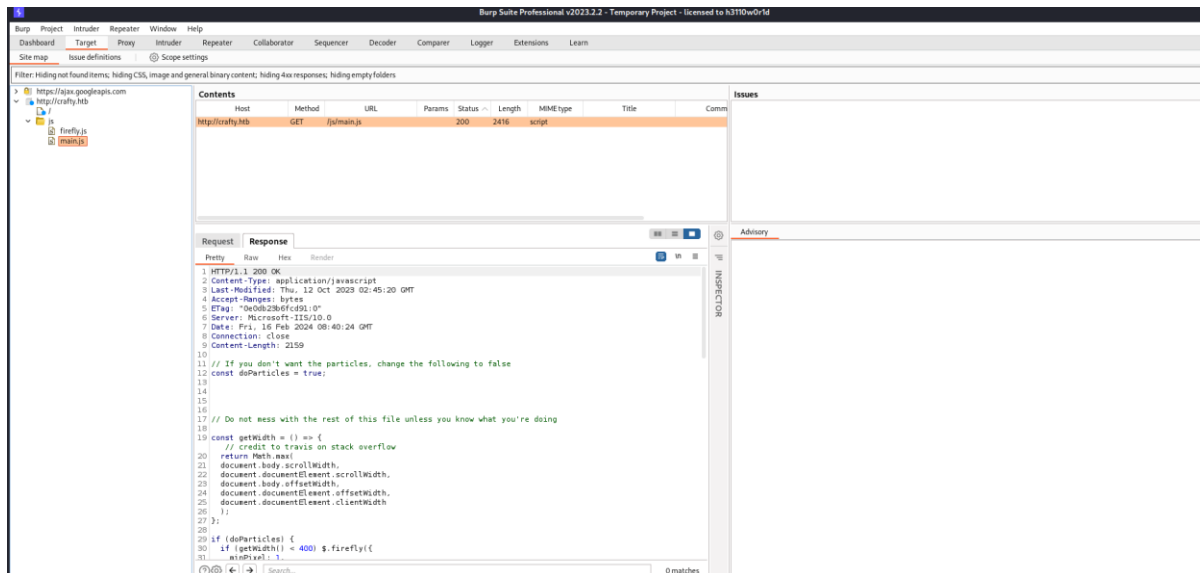 Burp Suite Professional v2023.2.2 - Temporary Project - licensed to h3110w0r1d
Burp Project Intruder Repeater Window Help
Dashboard Target Proxy Intruder Repeater Collaborator Sequencer Decoder Comparer Logger Extensions Learn
Site map Issue definitions Scope settings
Filter: Hiding not found items; hiding CSS, image and general binary content; hiding 4xx responses; hiding empty folders
https://ajax.googleapis.com
http://crafty.htb
/
js
firefly.js
main.js
Contents
Host Method URL Params Status Length MIME type Title Comm
http://crafty.htb GET /js/main.js 200 2416 script
Issues
Request Response
Pretty Raw Hex Render
1 HTTP/1.1 200 OK
2 Content-Type: application/javascript
3 Last-Modified: Thu, 12 Oct 2023 02:45:20 GMT
4 Accept-Ranges: bytes
5 ETag: "0e0db23b6fcd91:0"
6 Server: Microsoft-IIS/10.0
7 Date: Fri, 16 Feb 2024 08:40:24 GMT
8 Connection: close
9 Content-Length: 2159
10
11 // If you don't want the particles, change the following to false
12 const doParticles = true;
13
14
15
16
17 // Do not mess with the rest of this file unless you know what you're doing
18
19 const getWidth = () => {
// credit to travis on stack overflow
20 return Math.max(
21 document.body.scrollWidth,
22 document.documentElement.scrollWidth,
23 document.body.offsetWidth,
24 document.documentElement.offsetWidth,
25 document.documentElement.clientWidth
26 );
27 };
28
29 if (doParticles) {
30 if (getWidth() < 400) $.firefly({
31 minPixel: 1,
Search...
0 matches
INSPECTOR
Advisory